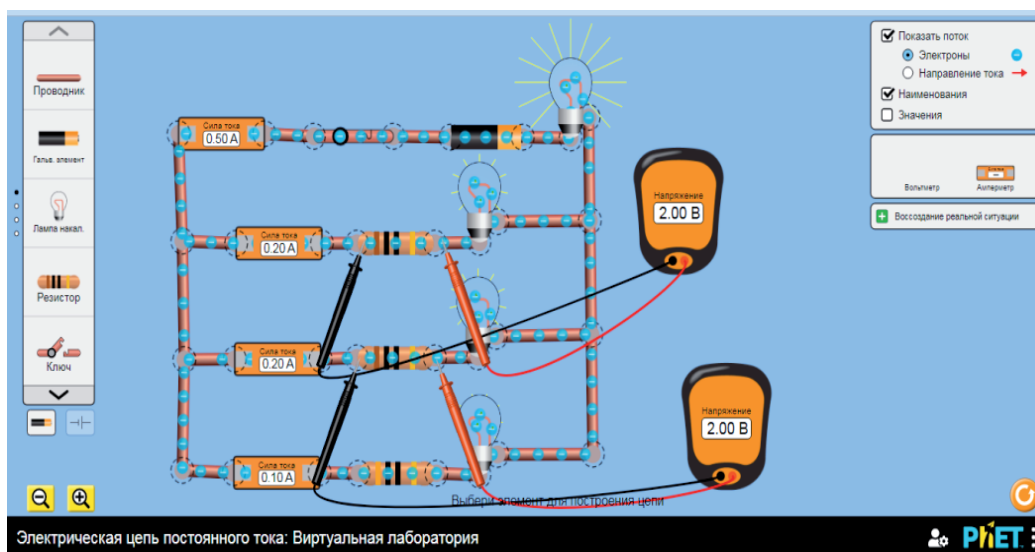 Проводник
Гальв. элемент
Лампа накал.
Резистор
Ключ
Сила тока
0.50 А
Сила тока
0.20 А
Сила тока
0.20 А
Сила тока
0.10 А
Напряжение
2.00 В
Напряжение
2.00 В
Показать поток
Электроны
Направление тока
Наименования
Значения
Вольтметр
Амперметр
Воссоздание реальной ситуации
Выбери элемент для построения цепи
Электрическая цепь постоянного тока: Виртуальная лаборатория
PhET